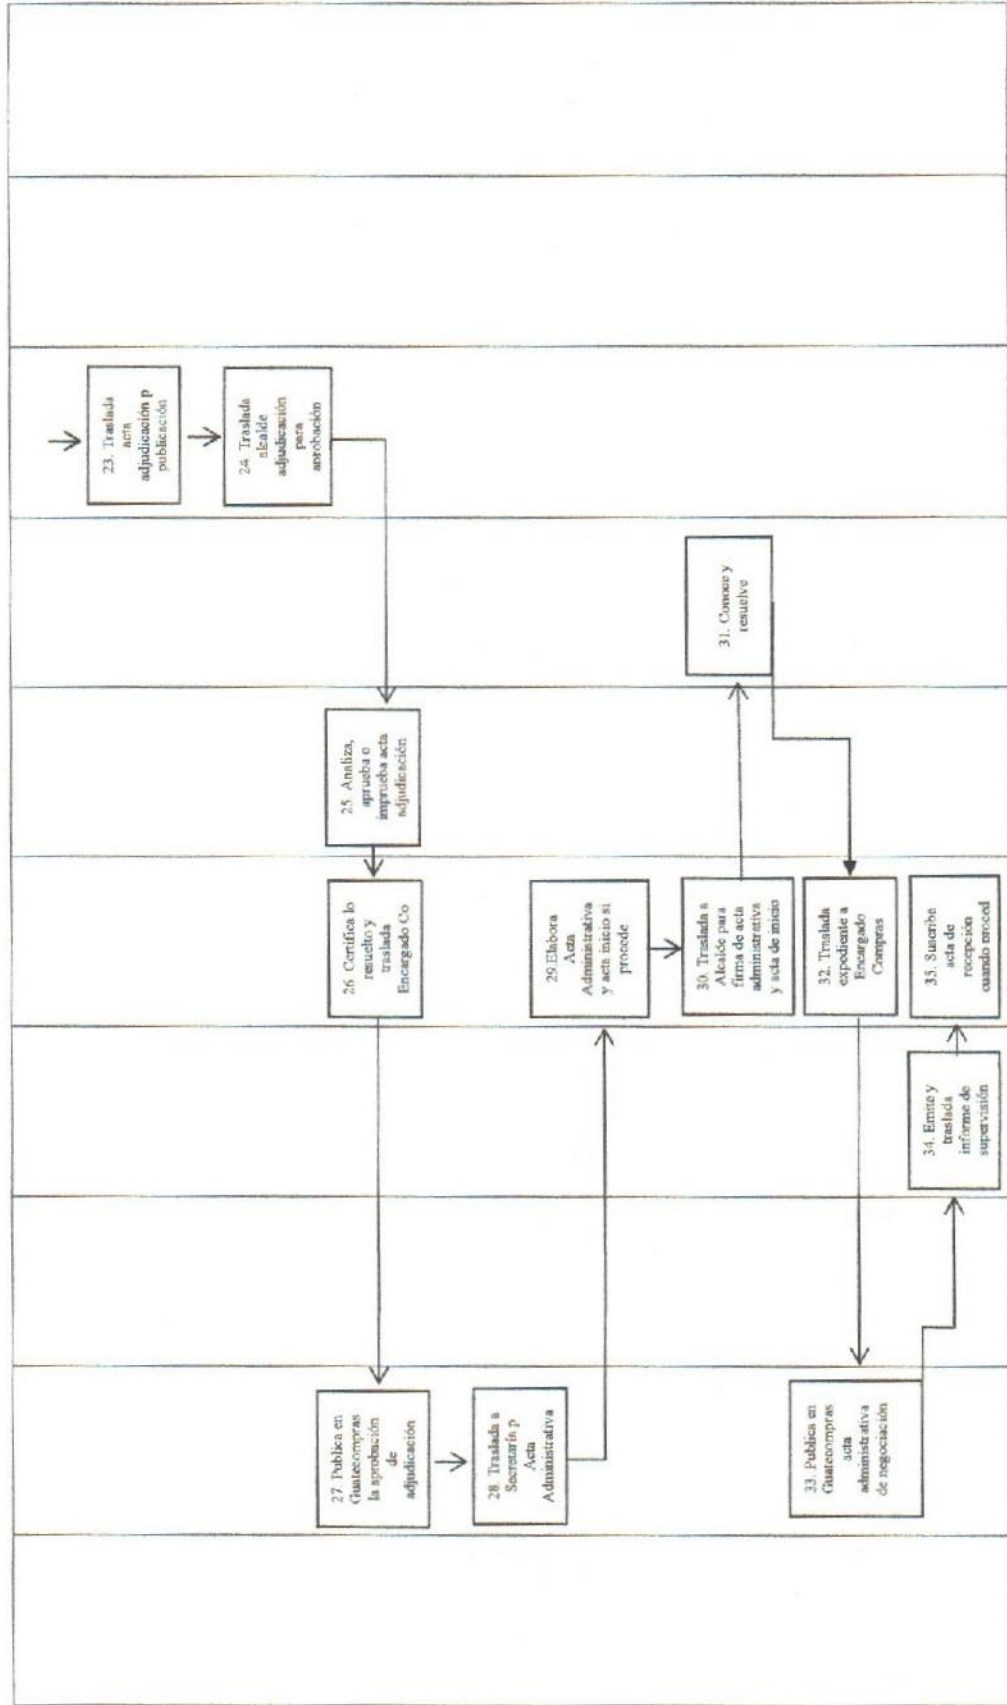 23. Traslada
acta
adjudicación p
publicación
24. Traslada
alcalde
adjudicación
para
aprobación
25. Analiza,
aprueba o
imprueba acta
adjudicación
26 Certifica lo
resuelto y
traslada
Encargado Co
27. Publica en
Guatecompras
la aprobación
de
adjudicación
28. Traslada a
Secretaría p
Acta
Administrativa
29.Elabora
Acta
Administrativa
y acta inicio si
procede
30. Traslada a
Alcalde para
firma de acta
administrativa
y acta de inicio
31. Conoce y
resuelve
32. Traslada
expediente a
Encargado
Compras
33. Publica en
Guatecompras
acta
administrativa
de negociación
34. Emite y
traslada
informe de
supervisión
35. Suscribe
acta de
recepción
cuando proced